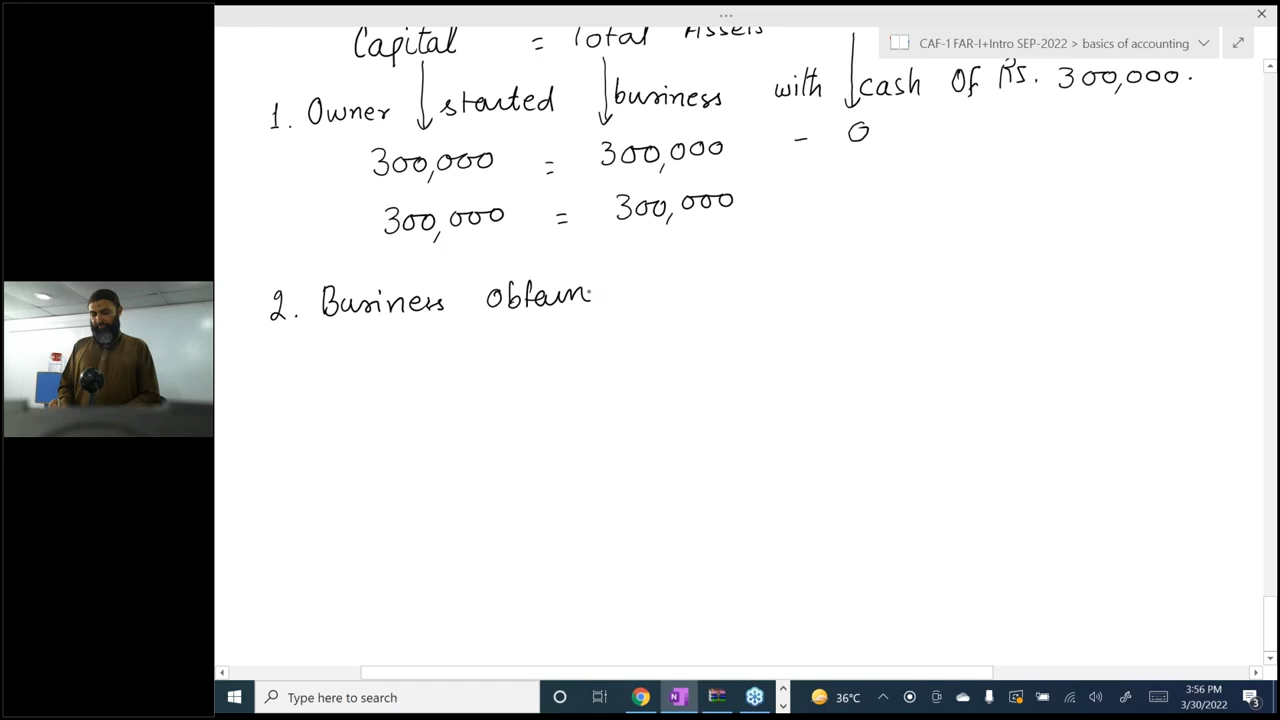 Capital = Total Assets
CAF-1 FAR-I+Intro SEP-2022 > basics of accounting
1. Owner started business with cash of Rs. 300,000.
300,000 = 300,000 - 0
300,000 = 300,000
2. Business obtain
Type here to search
36°C
3:56 PM
3/30/2022
3